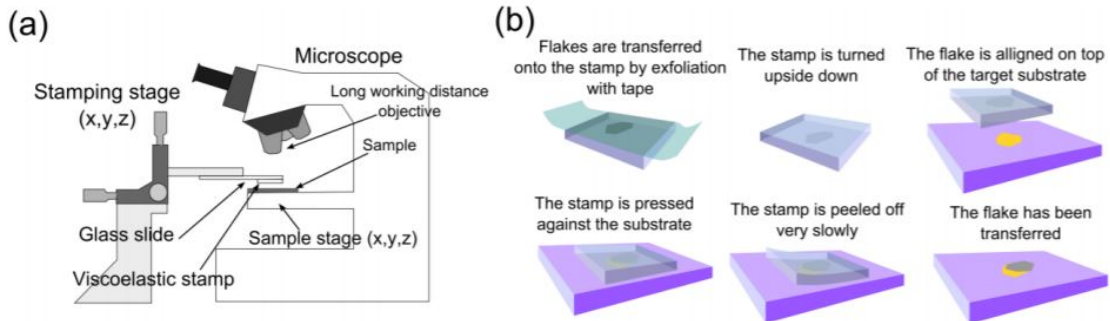 (a)
Microscope
Stamping stage
(x,y,z)
Long working distance
objective
Sample
Glass slide
Sample stage (x,y,z)
Viscoelastic stamp
(b)
Flakes are transferred
onto the stamp by exfoliation
with tape
The stamp is turned
upside down
The flake is alligned on top
of the target substrate
The stamp is pressed
against the substrate
The stamp is peeled off
very slowly
The flake has been
transferred